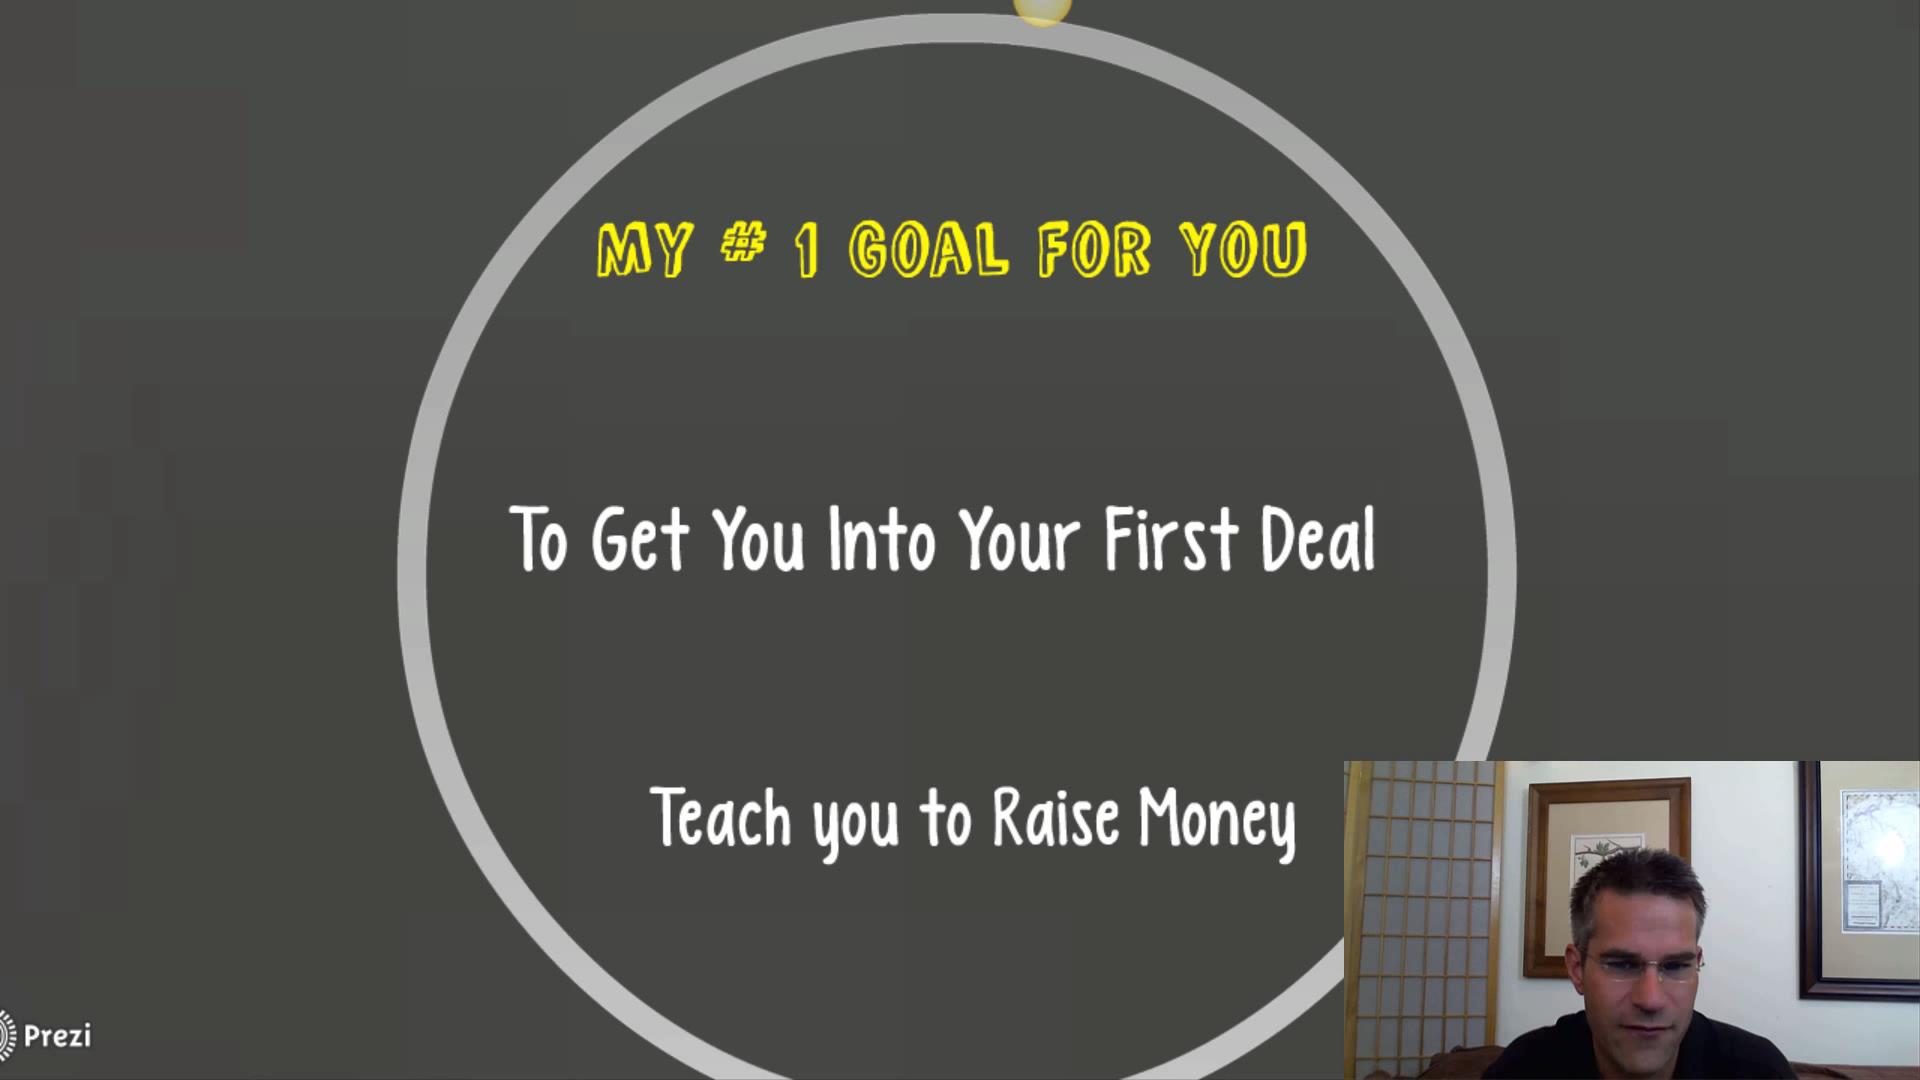 MY # 1 GOAL FOR YOU
To Get You Into Your First Deal
Teach you to Raise Money
Prezi